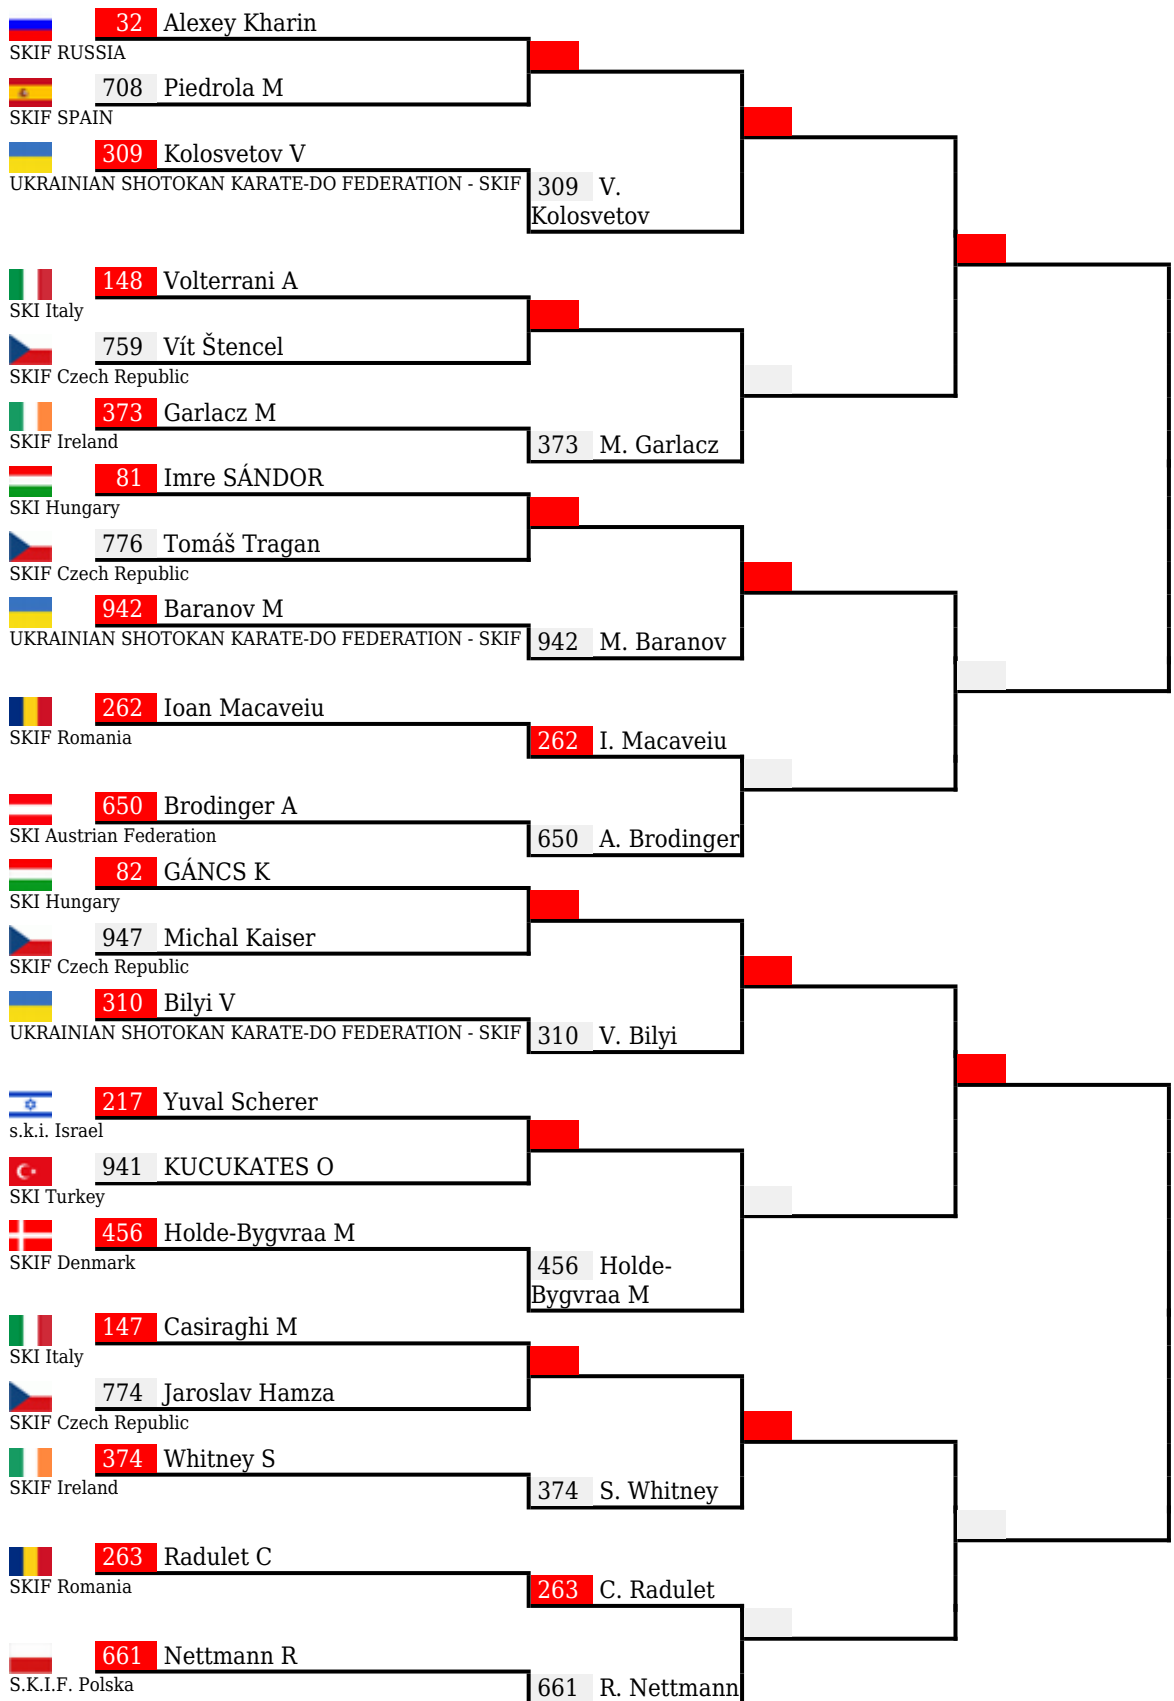 32 Alexey Kharin
SKIF RUSSIA
708 Piedrola M
SKIF SPAIN
309 Kolosvetov V
UKRAINIAN SHOTOKAN KARATE-DO FEDERATION - SKIF
309 V.
Kolosvetov
148 Volterrani A
SKI Italy
759 Vít Štencel
SKIF Czech Republic
373 Garlacz M
SKIF Ireland
373 M. Garlacz
81 Imre SÁNDOR
SKI Hungary
776 Tomáš Tragan
SKIF Czech Republic
942 Baranov M
UKRAINIAN SHOTOKAN KARATE-DO FEDERATION - SKIF
942 M. Baranov
262 Ioan Macaveiu
SKIF Romania
262 I. Macaveiu
650 Brodinger A
SKI Austrian Federation
650 A. Brodinger
82 GÁNCS K
SKI Hungary
947 Michal Kaiser
SKIF Czech Republic
310 Bilyi V
UKRAINIAN SHOTOKAN KARATE-DO FEDERATION - SKIF
310 V. Bilyi
217 Yuval Scherer
s.k.i. Israel
941 KUCUKATES O
SKI Turkey
456 Holde-Bygvraa M
SKIF Denmark
456 Holde-
Bygvraa M
147 Casiraghi M
SKI Italy
774 Jaroslav Hamza
SKIF Czech Republic
374 Whitney S
SKIF Ireland
374 S. Whitney
263 Radulet C
SKIF Romania
263 C. Radulet
661 Nettmann R
S.K.I.F. Polska
661 R. Nettmann